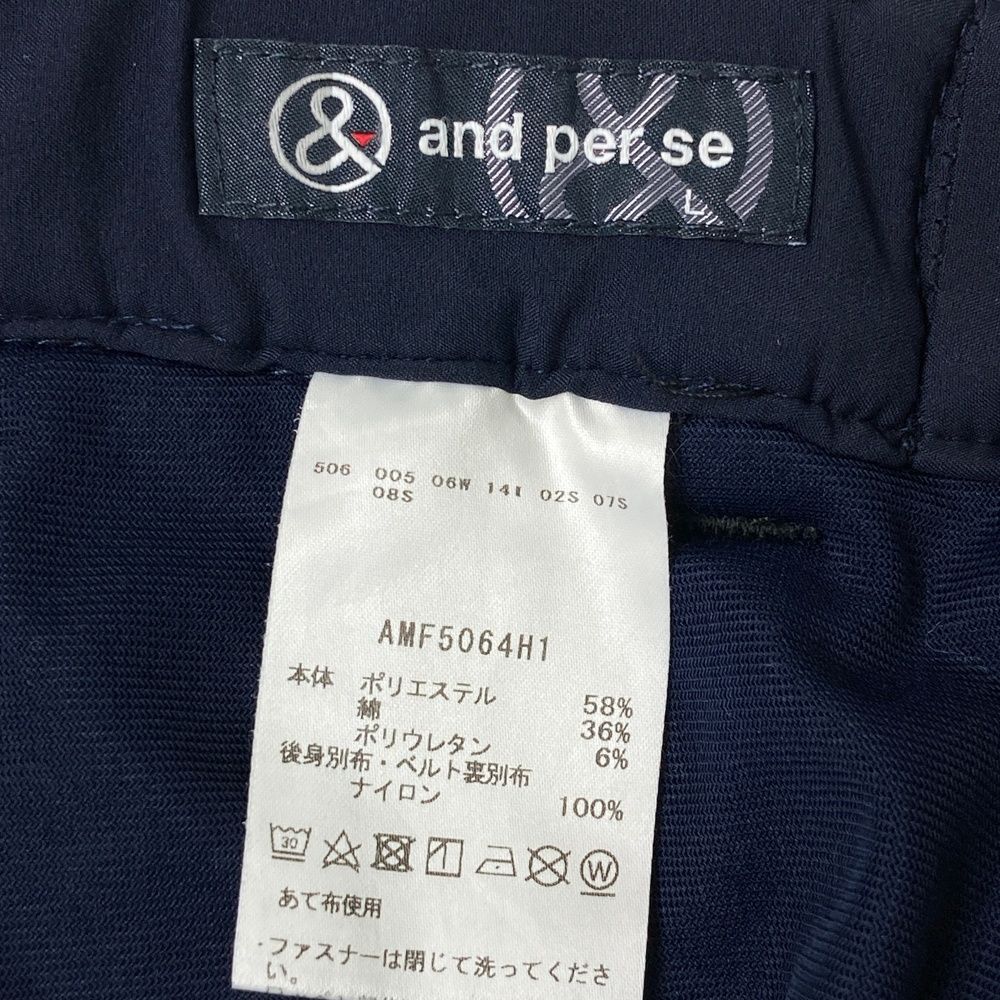 & and per se
L
506 005 06W 14I 02S 07S
08S
AMF5064H1
本体 ポリエステル 58%
綿 36%
ポリウレタン 6%
後身別布・ベルト裏別布
ナイロン 100%
30 W
あて布使用
・ファスナーは閉じて洗ってくださ
い。